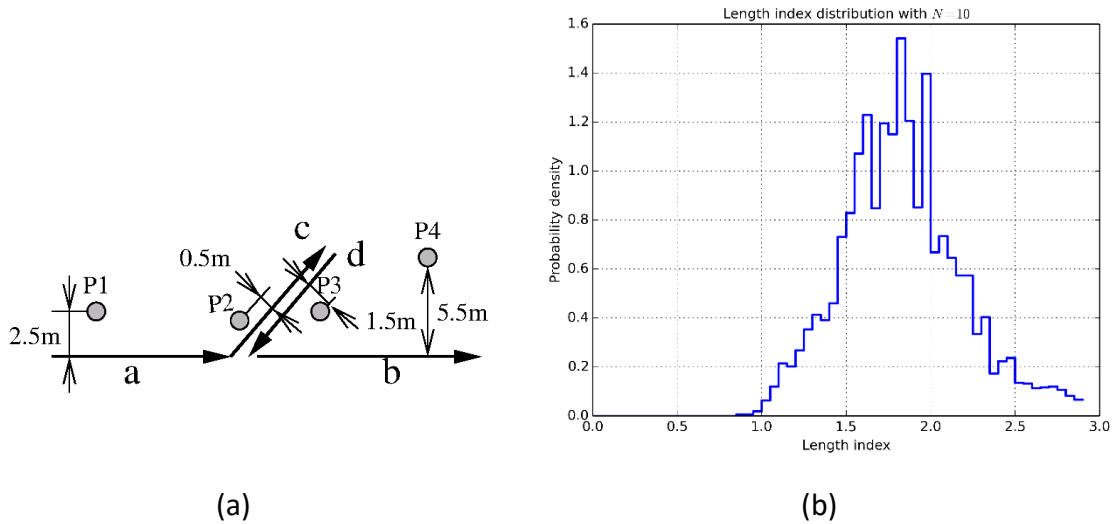 P1
2.5m
a
P2
0.5m
c
d
P3
1.5m
P4
5.5m
b
(a)
Length index distribution with N=10
Probability density
1.6
1.4
1.2
1.0
0.8
0.6
0.4
0.2
0.0
0.0 0.5 1.0 1.5 2.0 2.5 3.0
Length index
(b)